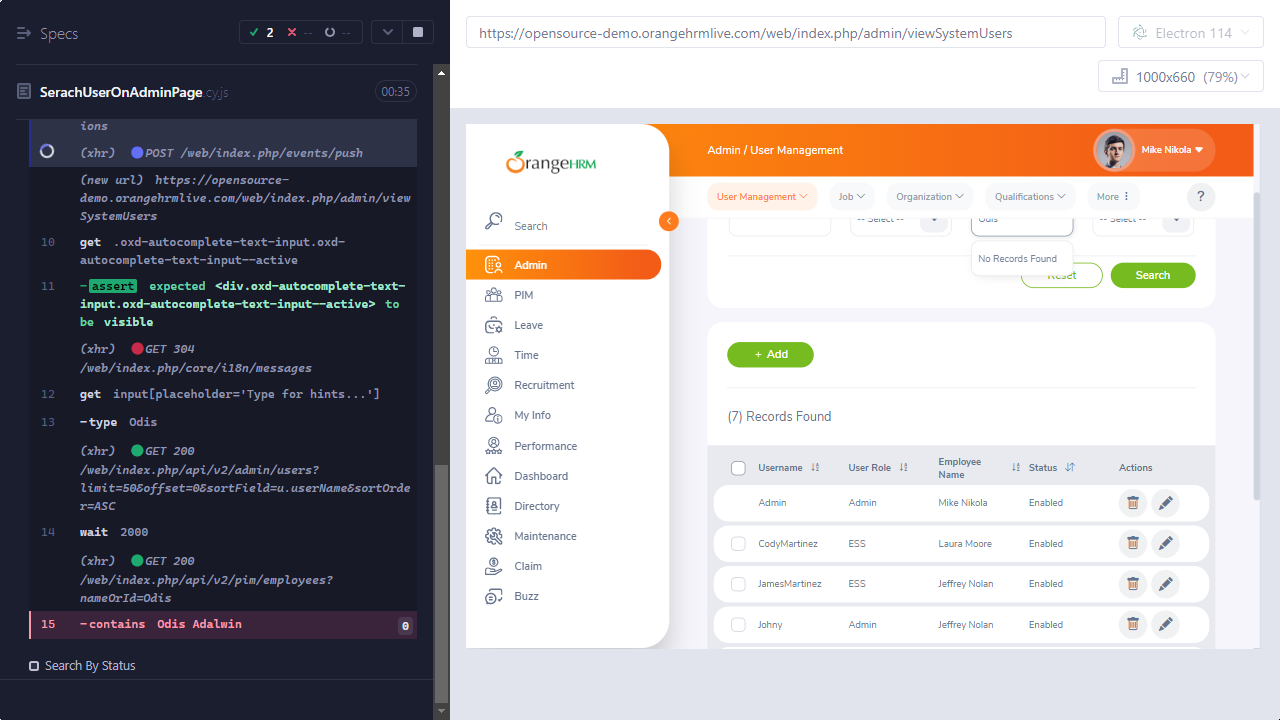 Specs
2
--
--
SerachUserOnAdminPage.cy.js
00:35
ions
(xhr) POST /web/index.php/events/push
(new url) https://opensource-
demo.orangehrmlive.com/web/index.php/admin/view
SystemUsers
10 get .oxd-autocomplete-text-input.oxd-
autocomplete-text-input--active
11 -assert expected <div.oxd-autocomplete-text-
input.oxd-autocomplete-text-input--active> to
be visible
(xhr) GET 304
/web/index.php/core/i18n/messages
12 get input[placeholder='Type for hints...']
13 -type Odis
(xhr) GET 200
/web/index.php/api/v2/admin/users?
limit=50&offset=0&sortField=u.userName&sortOrde
r=ASC
14 wait 2000
(xhr) GET 200
/web/index.php/api/v2/pim/employees?
nameOrId=Odis
15 -contains Odis Adalwin 0
Search By Status
https://opensource-demo.orangehrmlive.com/web/index.php/admin/viewSystemUsers
Electron 114
1000x660 (79%)
OrangeHRM
Search
Admin
PIM
Leave
Time
Recruitment
My Info
Performance
Dashboard
Directory
Maintenance
Claim
Buzz
Admin / User Management
Mike Nikola
User Management
Job
Organization
Qualifications
More
?
-- Select --
Odis
-- Select --
No Records Found
Reset
Search
+ Add
(7) Records Found
Username
User Role
Employee
Name
Status
Actions
Admin Admin Mike Nikola Enabled
CodyMartinez ESS Laura Moore Enabled
JamesMartinez ESS Jeffrey Nolan Enabled
Johny Admin Jeffrey Nolan Enabled